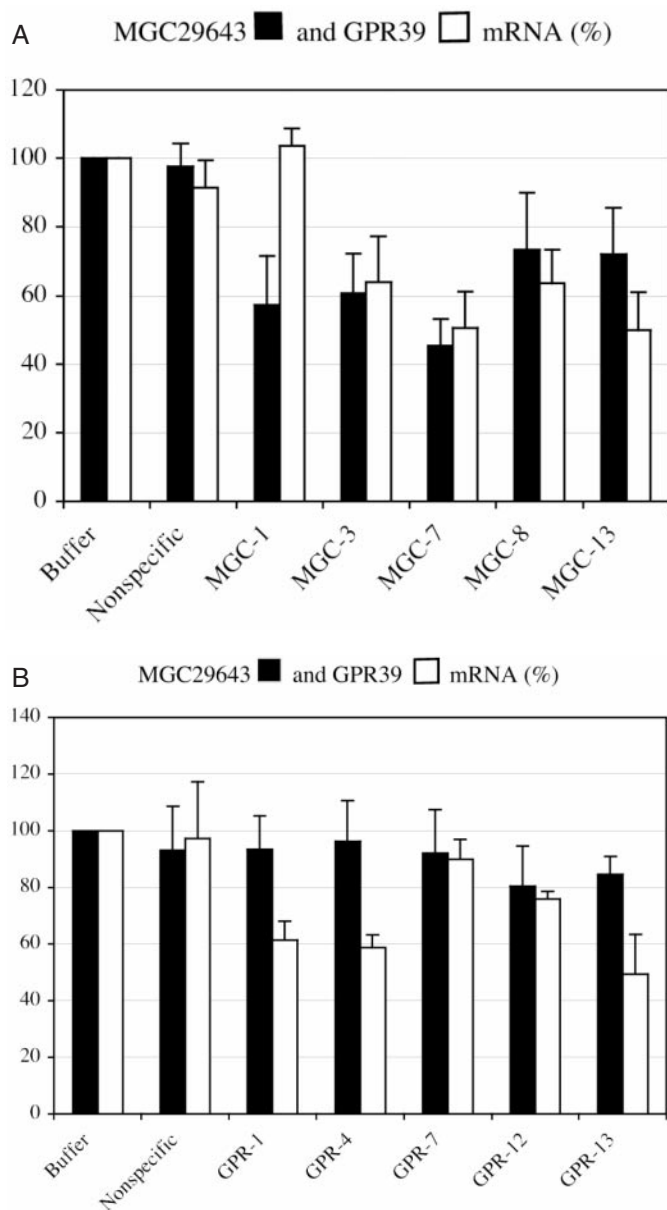 A
MGC29643 and GPR39 mRNA (%)
120
100
80
60
40
20
0
Buffer
Nonspecific
MGC-1
MGC-3
MGC-7
MGC-8
MGC-13
B
MGC29643 and GPR39 mRNA (%)
140
120
100
80
60
40
20
0
Buffer
Nonspecific
GPR-1
GPR-4
GPR-7
GPR-12
GPR-13